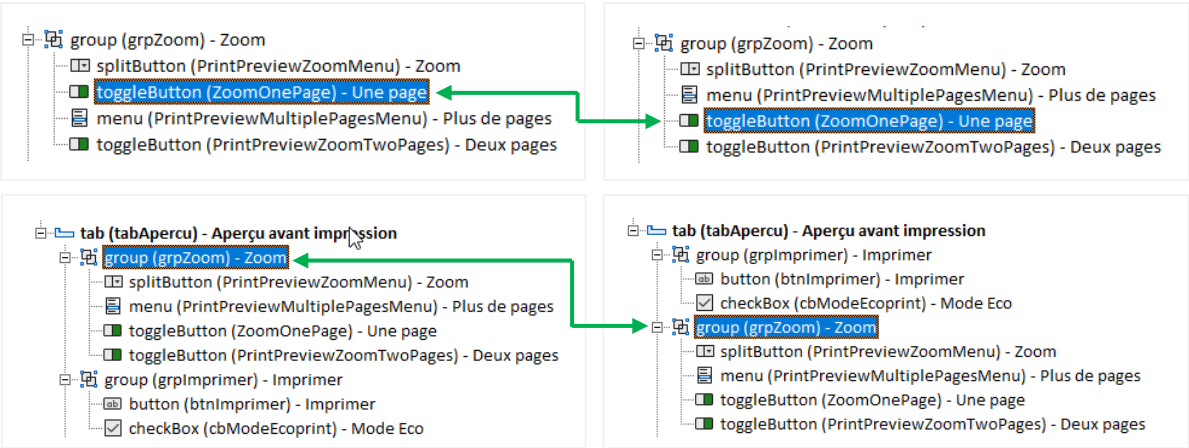 group (grpZoom) - Zoom
splitButton (PrintPreviewZoomMenu) - Zoom
toggleButton (ZoomOnePage) - Une page
menu (PrintPreviewMultiplePagesMenu) - Plus de pages
toggleButton (PrintPreviewZoomTwoPages) - Deux pages
group (grpZoom) - Zoom
splitButton (PrintPreviewZoomMenu) - Zoom
menu (PrintPreviewMultiplePagesMenu) - Plus de pages
toggleButton (ZoomOnePage) - Une page
toggleButton (PrintPreviewZoomTwoPages) - Deux pages
tab (tabApercu) - Aperçu avant impression
group (grpZoom) - Zoom
splitButton (PrintPreviewZoomMenu) - Zoom
menu (PrintPreviewMultiplePagesMenu) - Plus de pages
toggleButton (ZoomOnePage) - Une page
toggleButton (PrintPreviewZoomTwoPages) - Deux pages
group (grpImprimer) - Imprimer
button (btnImprimer) - Imprimer
checkBox (cbModeEcoprint) - Mode Eco
tab (tabApercu) - Aperçu avant impression
group (grpImprimer) - Imprimer
button (btnImprimer) - Imprimer
checkBox (cbModeEcoprint) - Mode Eco
group (grpZoom) - Zoom
splitButton (PrintPreviewZoomMenu) - Zoom
menu (PrintPreviewMultiplePagesMenu) - Plus de pages
toggleButton (ZoomOnePage) - Une page
toggleButton (PrintPreviewZoomTwoPages) - Deux pages